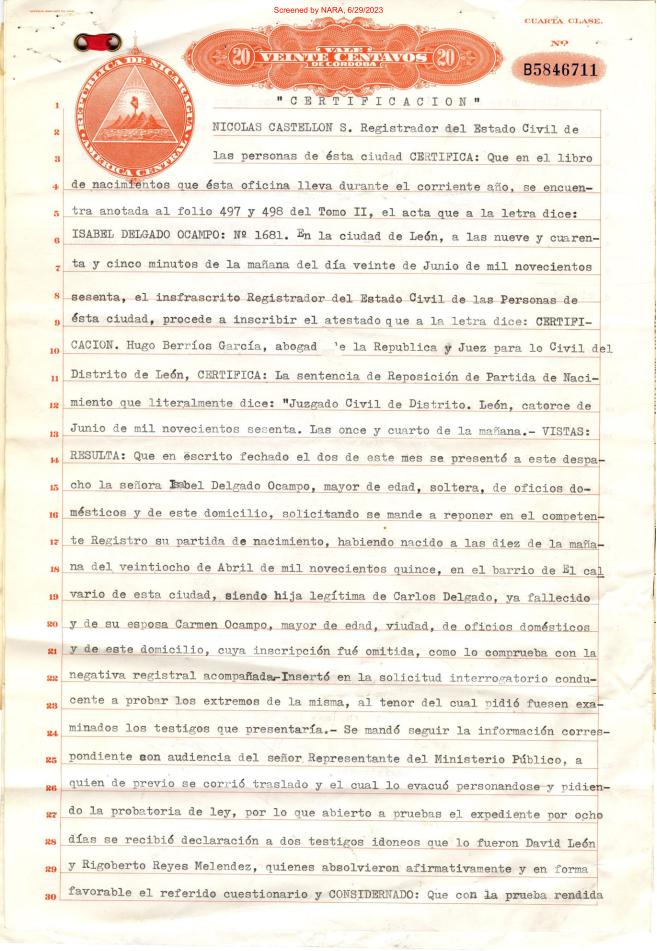 Screened by NARA, 6/29/2023
CUARTA CLASE.
REPUBLICA DE NICARAGUA
AMERICA CENTRAL
20 VALE 20
VEINTE CENTAVOS
DE CORDOBA
Nº
B5846711
1 "CERTIFICACION"
2 NICOLAS CASTELLON S. Registrador del Estado Civil de
3 las personas de ésta ciudad CERTIFICA: Que en el libro
4 de nacimientos que ésta oficina lleva durante el corriente año, se encuen-
5 tra anotada al folio 497 y 498 del Tomo II, el acta que a la letra dice:
6 ISABEL DELGADO OCAMPO: Nº 1681. En la ciudad de León, a las nueve y cuaren-
7 ta y cinco minutos de la mañana del día veinte de Junio de mil novecientos
8 sesenta, el insfrascrito Registrador del Estado Civil de las Personas de
9 ésta ciudad, procede a inscribir el atestado que a la letra dice: CERTIFI-
10 CACION. Hugo Berríos García, abogad e la Republica y Juez para lo Civil del
11 Distrito de León, CERTIFICA: La sentencia de Reposición de Partida de Naci-
12 miento que literalmente dice: "Juzgado Civil de Distrito. León, catorce de
13 Junio de mil novecientos sesenta. Las once y cuarto de la mañana.- VISTAS:
14 RESULTA: Que en escrito fechado el dos de este mes se presentó a este despa-
15 cho la señora Isabel Delgado Ocampo, mayor de edad, soltera, de oficios do-
16 mésticos y de este domicilio, solicitando se mande a reponer en el competen-
17 te Registro su partida de nacimiento, habiendo nacido a las diez de la maña-
18 na del veintiocho de Abril de mil novecientos quince, en el barrio de El cal
19 vario de esta ciudad, siendo hija legítima de Carlos Delgado, ya fallecido
20 y de su esposa Carmen Ocampo, mayor de edad, viudad, de oficios domésticos
21 y de este domicilio, cuya inscripción fué omitida, como lo comprueba con la
22 negativa registral acompañada.-Insertó en la solicitud interrogatorio condu-
23 cente a probar los extremos de la misma, al tenor del cual pidió fuesen exa-
24 minados los testigos que presentaría.- Se mandó seguir la información corres-
25 pondiente con audiencia del señor Representante del Ministerio Público, a
26 quien de previo se corrió traslado y el cual lo evacuó personandose y pidien-
27 do la probatoria de ley, por lo que abierto a pruebas el expediente por ocho
28 días se recibió declaración a dos testigos idoneos que lo fueron David León
29 y Rigoberto Reyes Melendez, quienes absolvieron afirmativamente y en forma
30 favorable el referido cuestionario y CONSIDERNADO: Que con la prueba rendida